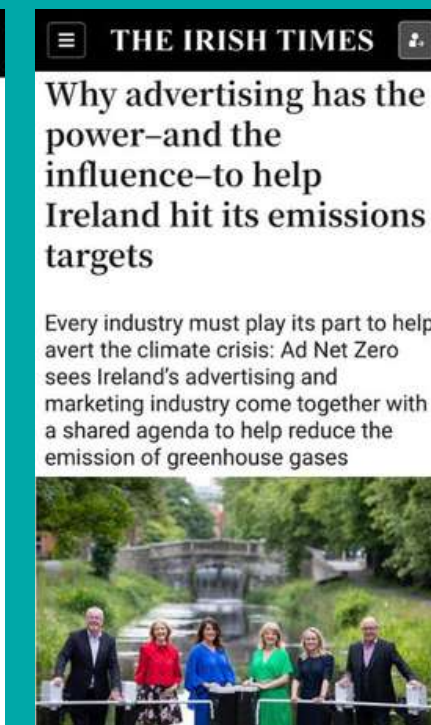 THE IRISH TIMES
Why advertising has the
power–and the
influence–to help
Ireland hit its emissions
targets
Every industry must play its part to help
avert the climate crisis: Ad Net Zero
sees Ireland's advertising and
marketing industry come together with
a shared agenda to help reduce the
emission of greenhouse gases